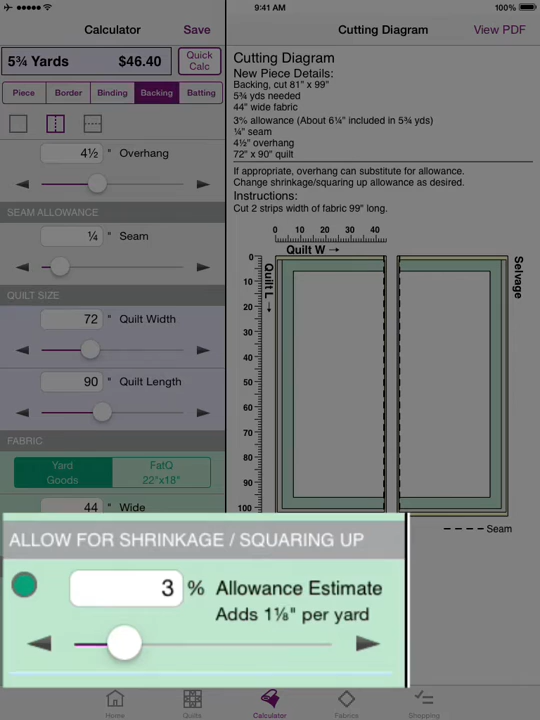 9:41 AM
100%
Calculator
Save
Cutting Diagram
View PDF
5¾ Yards $46.40
Quick
Calc
Piece Border Binding Backing Batting
4½ " Overhang
SEAM ALLOWANCE
¼ " Seam
QUILT SIZE
72 " Quilt Width
90 " Quilt Length
FABRIC
Yard
Goods
FatQ
22"x18"
44 " Wide
ALLOW FOR SHRINKAGE / SQUARING UP
3 % Allowance Estimate
Adds 1⅛" per yard
Cutting Diagram
New Piece Details:
Backing, cut 81" x 99"
5¾ yds needed
44" wide fabric
3% allowance (About 6¼" included in 5¾ yds)
¼" seam
4½" overhang
72" x 90" quilt
If appropriate, overhang can substitute for allowance.
Change shrinkage/squaring up allowance as desired.
Instructions:
Cut 2 strips width of fabric 99" long.
0 10 20 30 40
Quilt W →
Quilt L →
0
10
20
30
40
50
60
70
80
90
100
Selvage
Seam
Home Quilts Calculator Fabrics Shopping